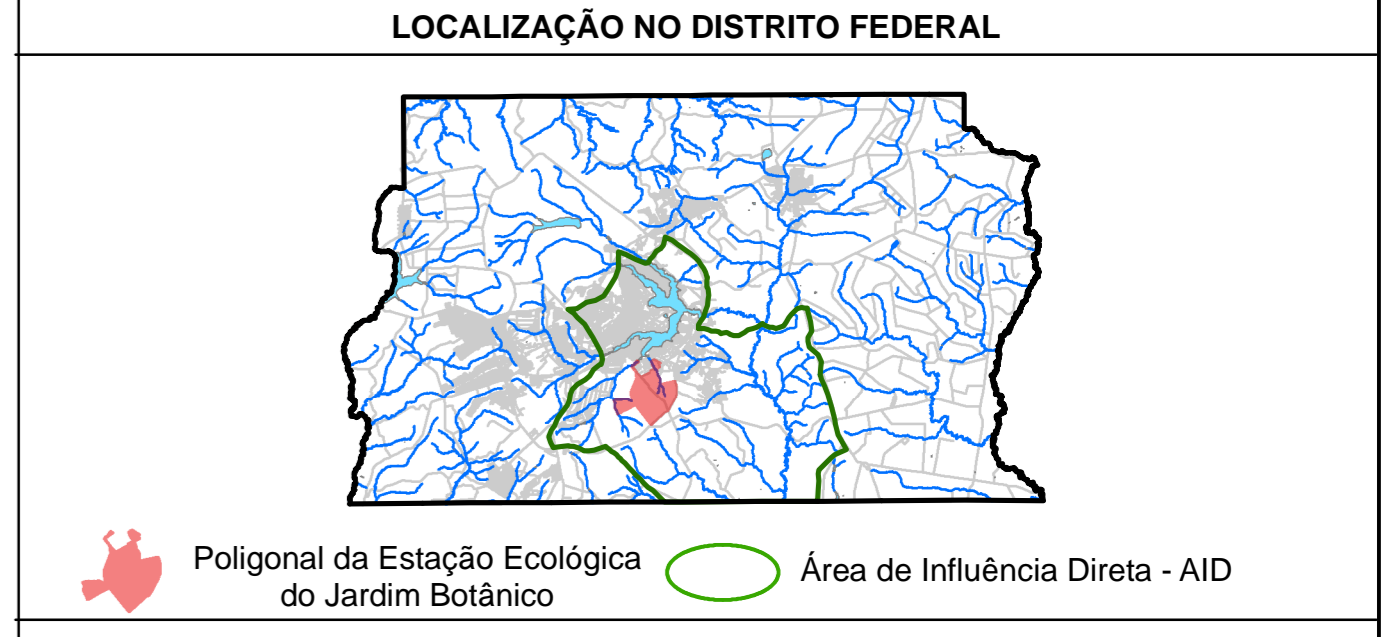 LOCALIZAÇÃO NO DISTRITO FEDERAL
Poligonal da Estação Ecológica
do Jardim Botânico
Área de Influência Direta - AID